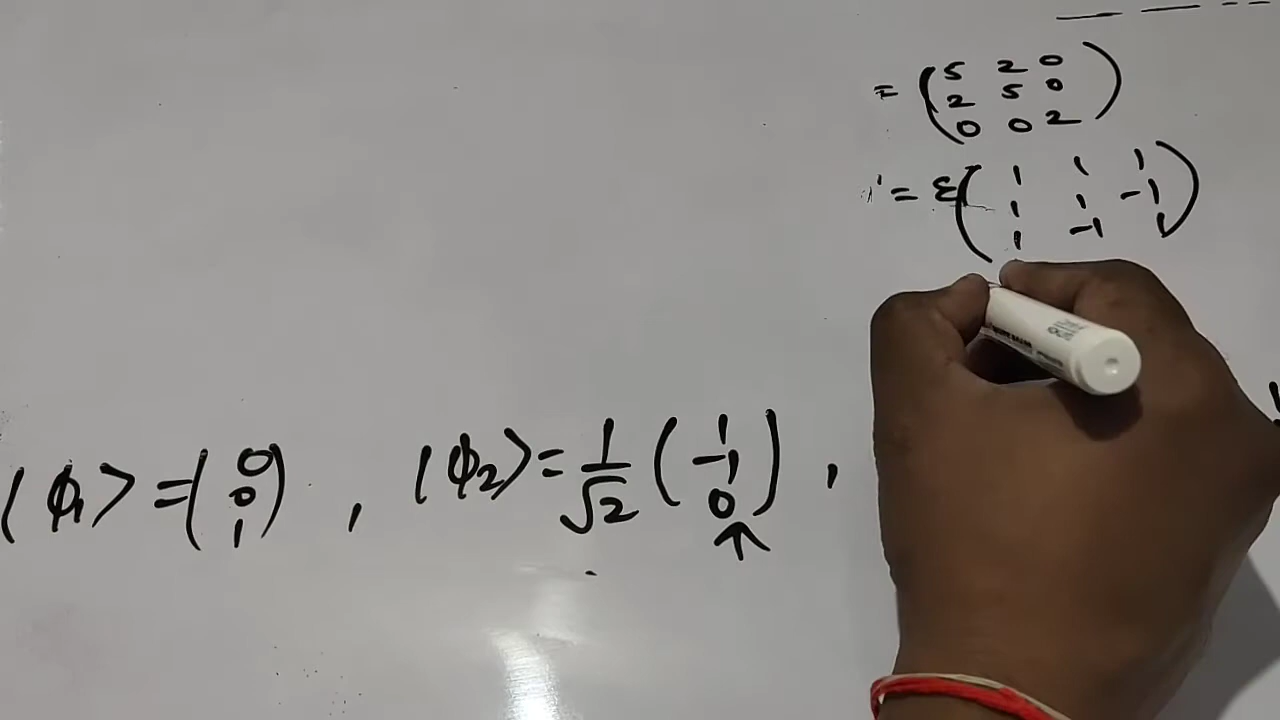 = (5 2 0
2 5 0
0 0 2)
' = ε(1 1 1
1 1 -1
1 -1 1)
|ϕ₁⟩ = (0
0
1) , |ϕ₂⟩ = 1/√2 (1
-1
0) ,
↑